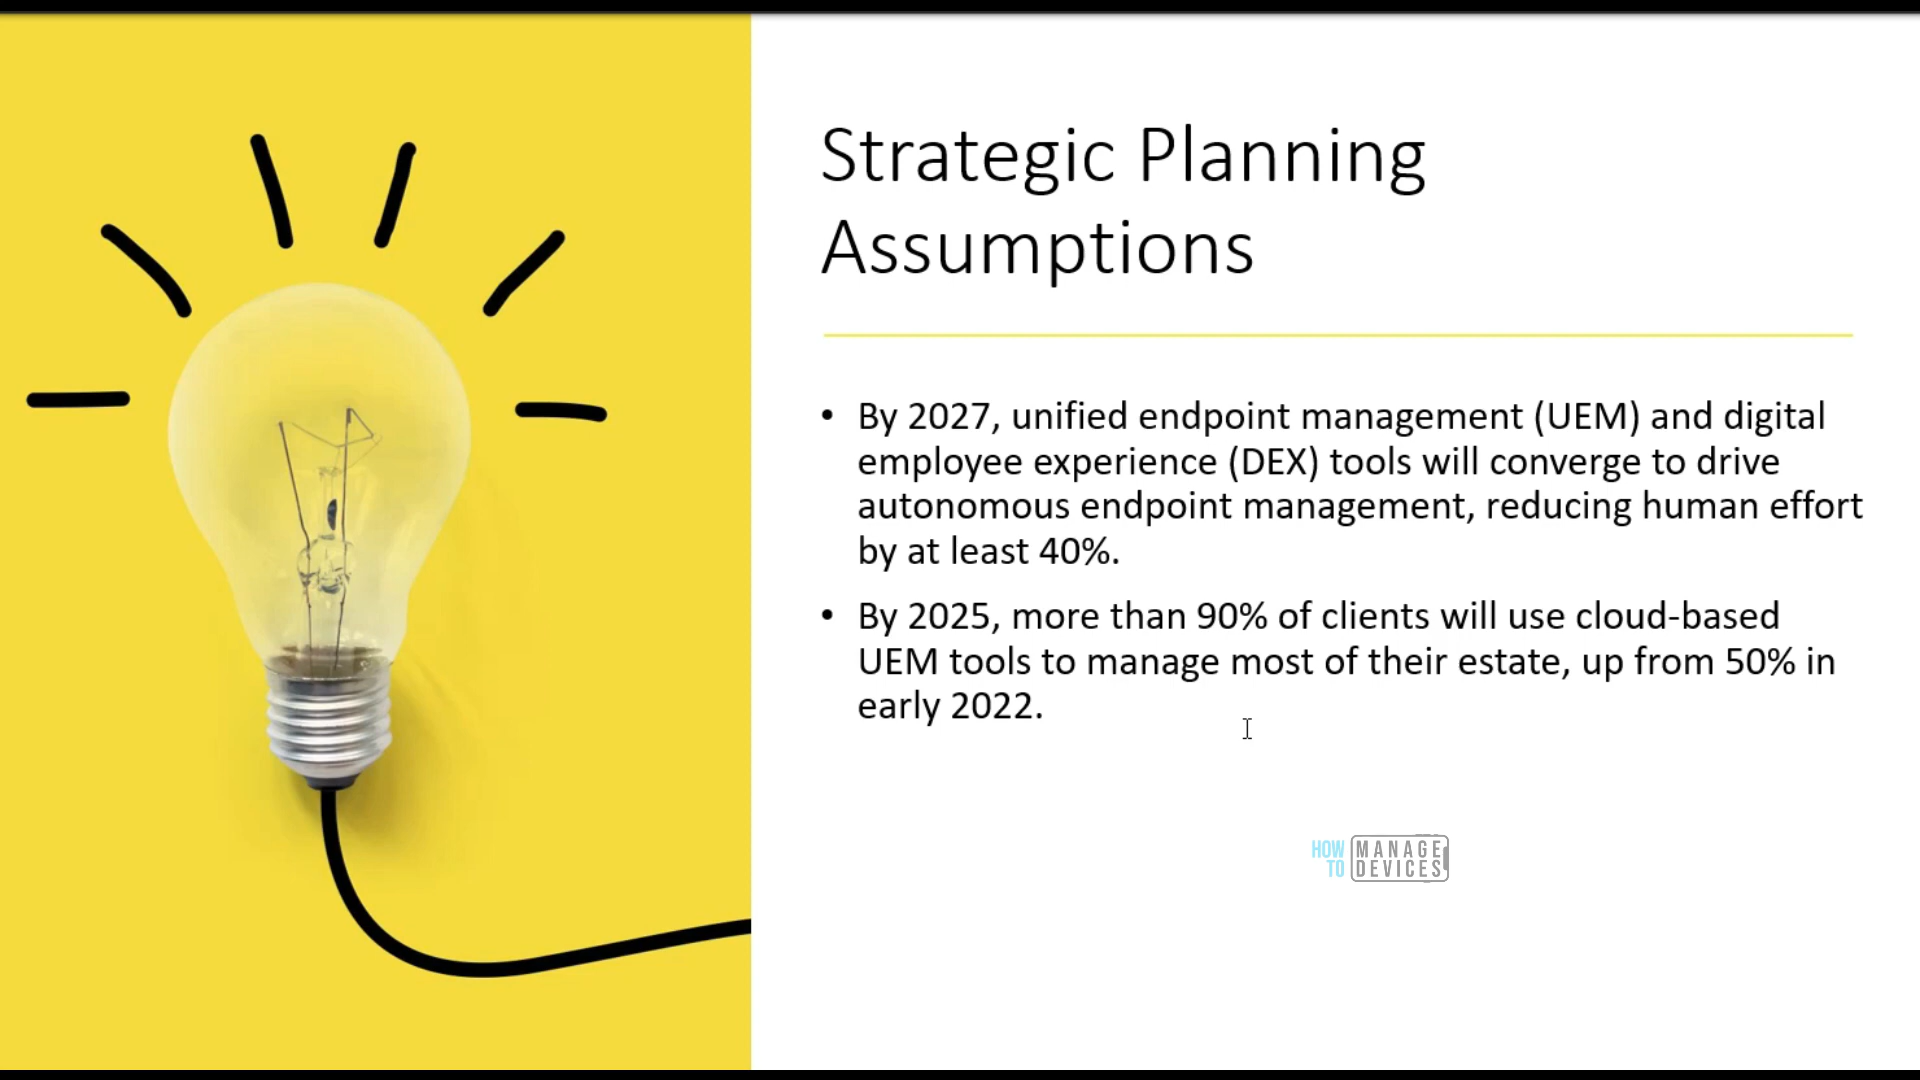 Strategic Planning
Assumptions
• By 2027, unified endpoint management (UEM) and digital
employee experience (DEX) tools will converge to drive
autonomous endpoint management, reducing human effort
by at least 40%.
• By 2025, more than 90% of clients will use cloud-based
UEM tools to manage most of their estate, up from 50% in
early 2022.
HOW MANAGE
TO DEVICES